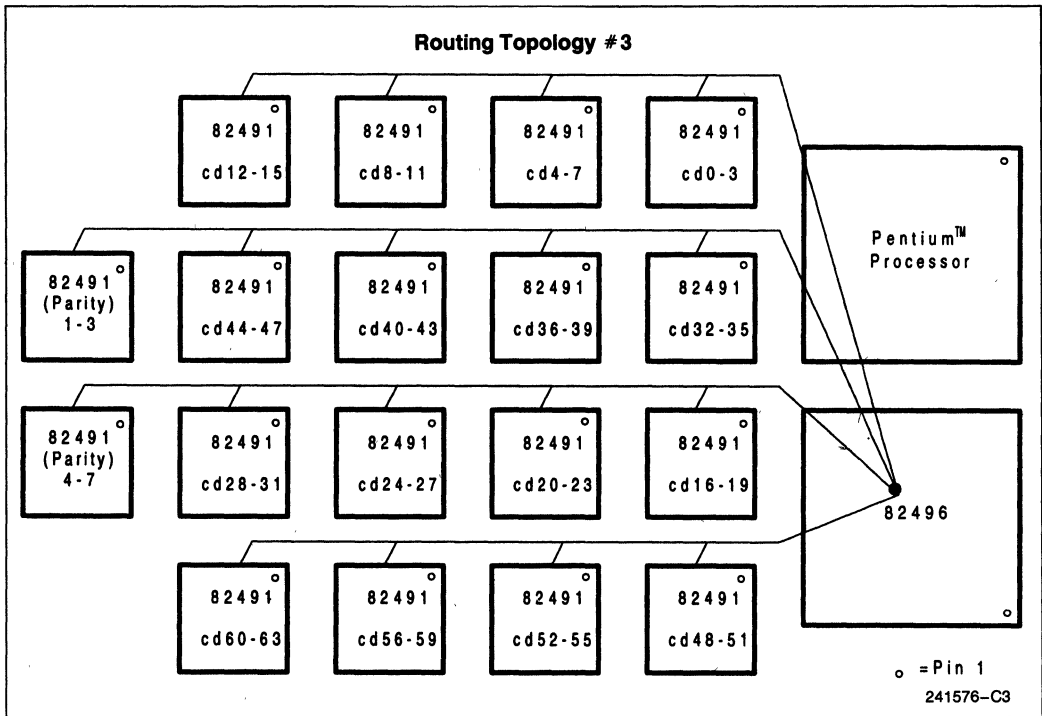 Routing Topology #3
82491
cd12-15
82491
cd8-11
82491
cd4-7
82491
cd0-3
Pentium™
Processor
82491
(Parity)
1-3
82491
cd44-47
82491
cd40-43
82491
cd36-39
82491
cd32-35
82491
(Parity)
4-7
82491
cd28-31
82491
cd24-27
82491
cd20-23
82491
cd16-19
82496
82491
cd60-63
82491
cd56-59
82491
cd52-55
82491
cd48-51
=Pin 1
241576-C3